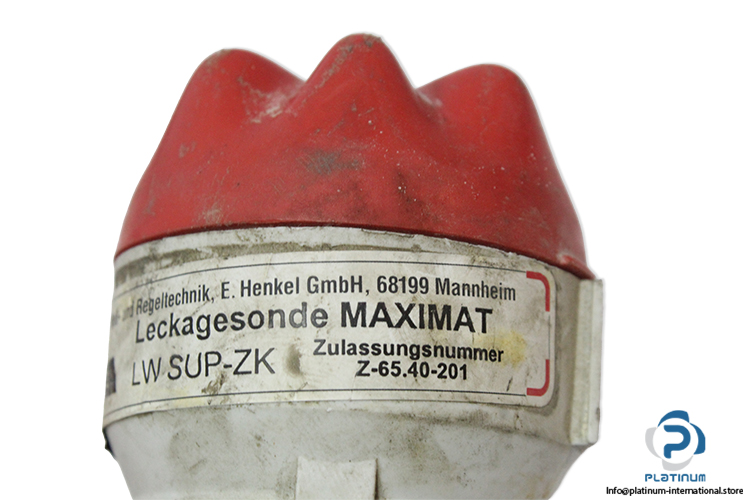 Regeltechnik, E. Henkel GmbH, 68199 Mannheim
Leckagesonde MAXIMAT
LW SUP-ZK
Zulassungsnummer
Z-65.40-201
PLATINUM
Info@platinum-international.store